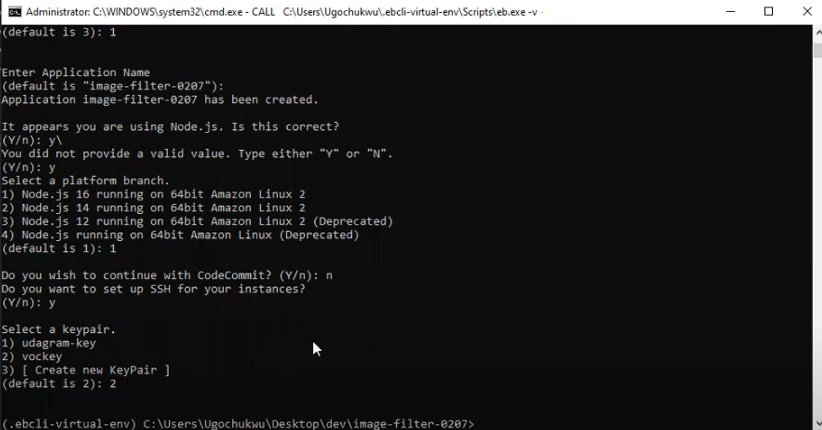 Administrator: C:\WINDOWS\system32\cmd.exe - CALL C:\Users\Ugochukwu\.ebcli-virtual-env\Scripts\eb.exe -v -
(default is 3): 1
Enter Application Name
(default is "image-filter-0207"):
Application image-filter-0207 has been created.
It appears you are using Node.js. Is this correct?
(Y/n): y\
You did not provide a valid value. Type either "Y" or "N".
(Y/n): y
Select a platform branch.
1) Node.js 16 running on 64bit Amazon Linux 2
2) Node.js 14 running on 64bit Amazon Linux 2
3) Node.js 12 running on 64bit Amazon Linux 2 (Deprecated)
4) Node.js running on 64bit Amazon Linux (Deprecated)
(default is 1): 1
Do you wish to continue with CodeCommit? (Y/n): n
Do you want to set up SSH for your instances?
(Y/n): y
Select a keypair.
1) udagram-key
2) vockey
3) [ Create new KeyPair ]
(default is 2): 2
(.ebcli-virtual-env) C:\Users\Ugochukwu\Desktop\dev\image-filter-0207>